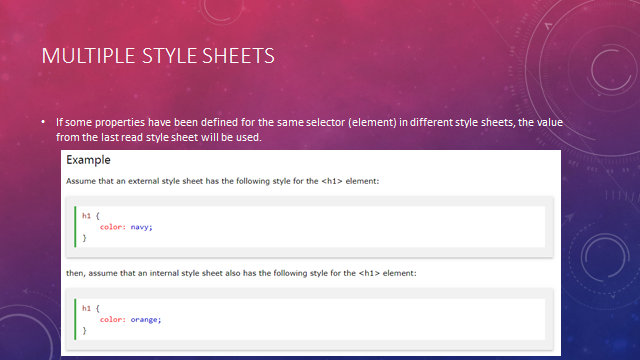 MULTIPLE STYLE SHEETS
• If some properties have been defined for the same selector (element) in different style sheets, the value
from the last read style sheet will be used.
Example
Assume that an external style sheet has the following style for the <h1> element:
h1 {
    color: navy;
}
then, assume that an internal style sheet also has the following style for the <h1> element:
h1 {
    color: orange;
}